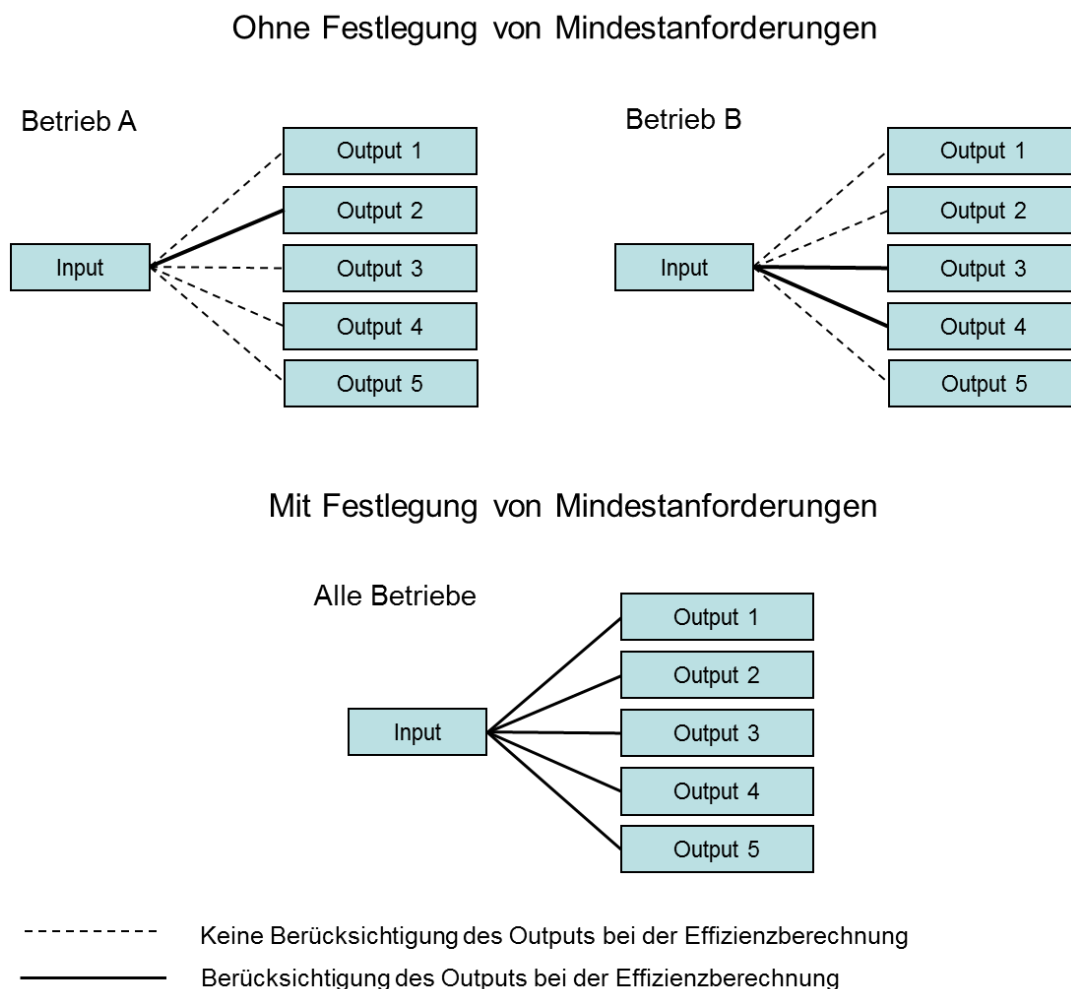 Ohne Festlegung von Mindestanforderungen
Betrieb A
Output 1
Output 2
Input
Output 3
Output 4
Output 5
Betrieb B
Output 1
Output 2
Input
Output 3
Output 4
Output 5
Mit Festlegung von Mindestanforderungen
Alle Betriebe
Output 1
Output 2
Input
Output 3
Output 4
Output 5
Keine Berücksichtigung des Outputs bei der Effizienzberechnung
Berücksichtigung des Outputs bei der Effizienzberechnung